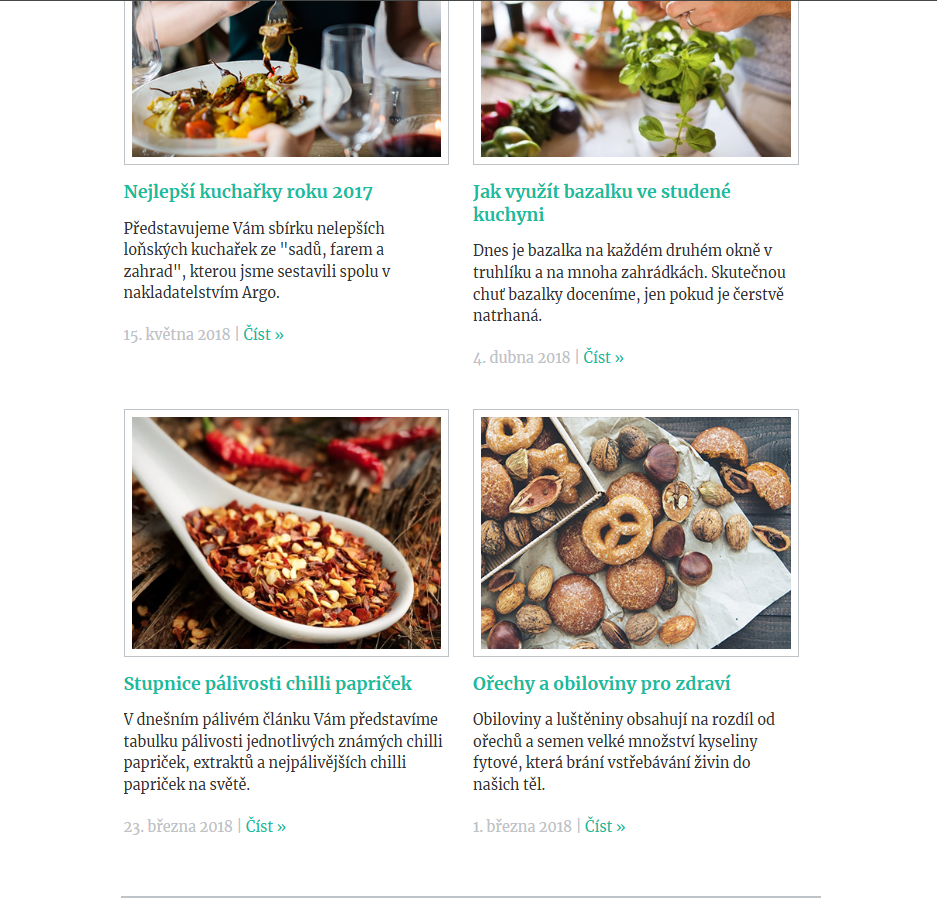 Nejlepší kuchařky roku 2017
Představujeme Vám sbírku nelepších
loňských kuchařek ze "sadů, farem a
zahrad", kterou jsme sestavili spolu v
nakladatelstvím Argo.
15. května 2018 | Číst »
Jak využít bazalku ve studené
kuchyni
Dnes je bazalka na každém druhém okně v
truhlíku a na mnoha zahrádkách. Skutečnou
chuť bazalky doceníme, jen pokud je čerstvě
natrhaná.
4. dubna 2018 | Číst »
Stupnice pálivosti chilli papriček
V dnešním pálivém článku Vám představíme
tabulku pálivosti jednotlivých známých chilli
papriček, extraktů a nejpálivějších chilli
papriček na světě.
23. března 2018 | Číst »
Ořechy a obiloviny pro zdraví
Obiloviny a luštěniny obsahují na rozdíl od
ořechů a semen velké množství kyseliny
fytové, která brání vstřebávání živin do
našich těl.
1. března 2018 | Číst »